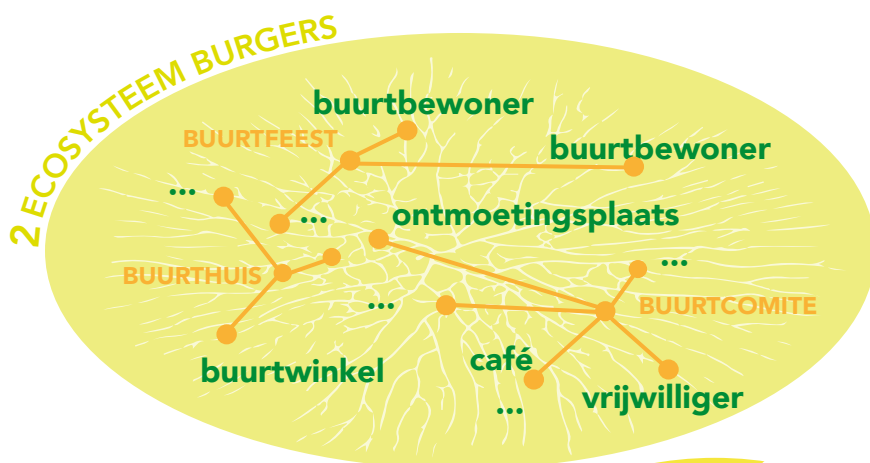 2 ECOSYSTEEM BURGERS
buurtbewoner
BUURTFEEST
buurtbewoner
...
...
ontmoetingsplaats
BUURTHUIS
...
...
BUURTCOMITE
buurtwinkel
café
...
vrijwilliger